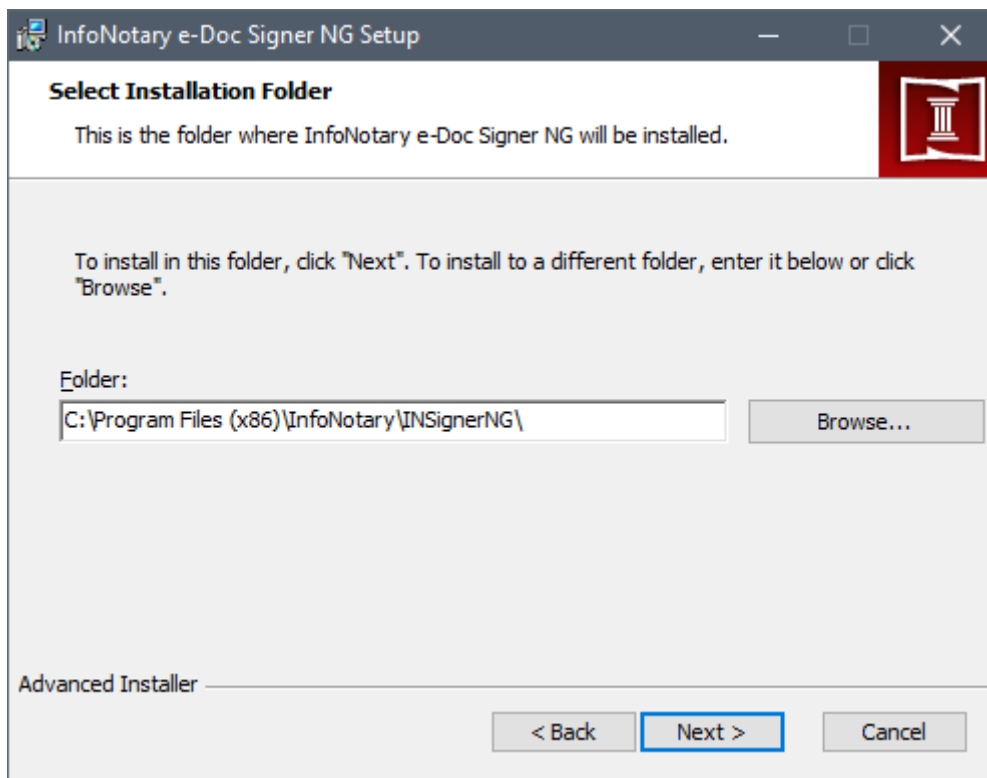 InfoNotary e-Doc Signer NG Setup
Select Installation Folder
This is the folder where InfoNotary e-Doc Signer NG will be installed.
To install in this folder, click "Next". To install to a different folder, enter it below or click
"Browse".
Folder:
C:\Program Files (x86)\InfoNotary\INSignerNG\
Browse...
Advanced Installer
< Back
Next >
Cancel